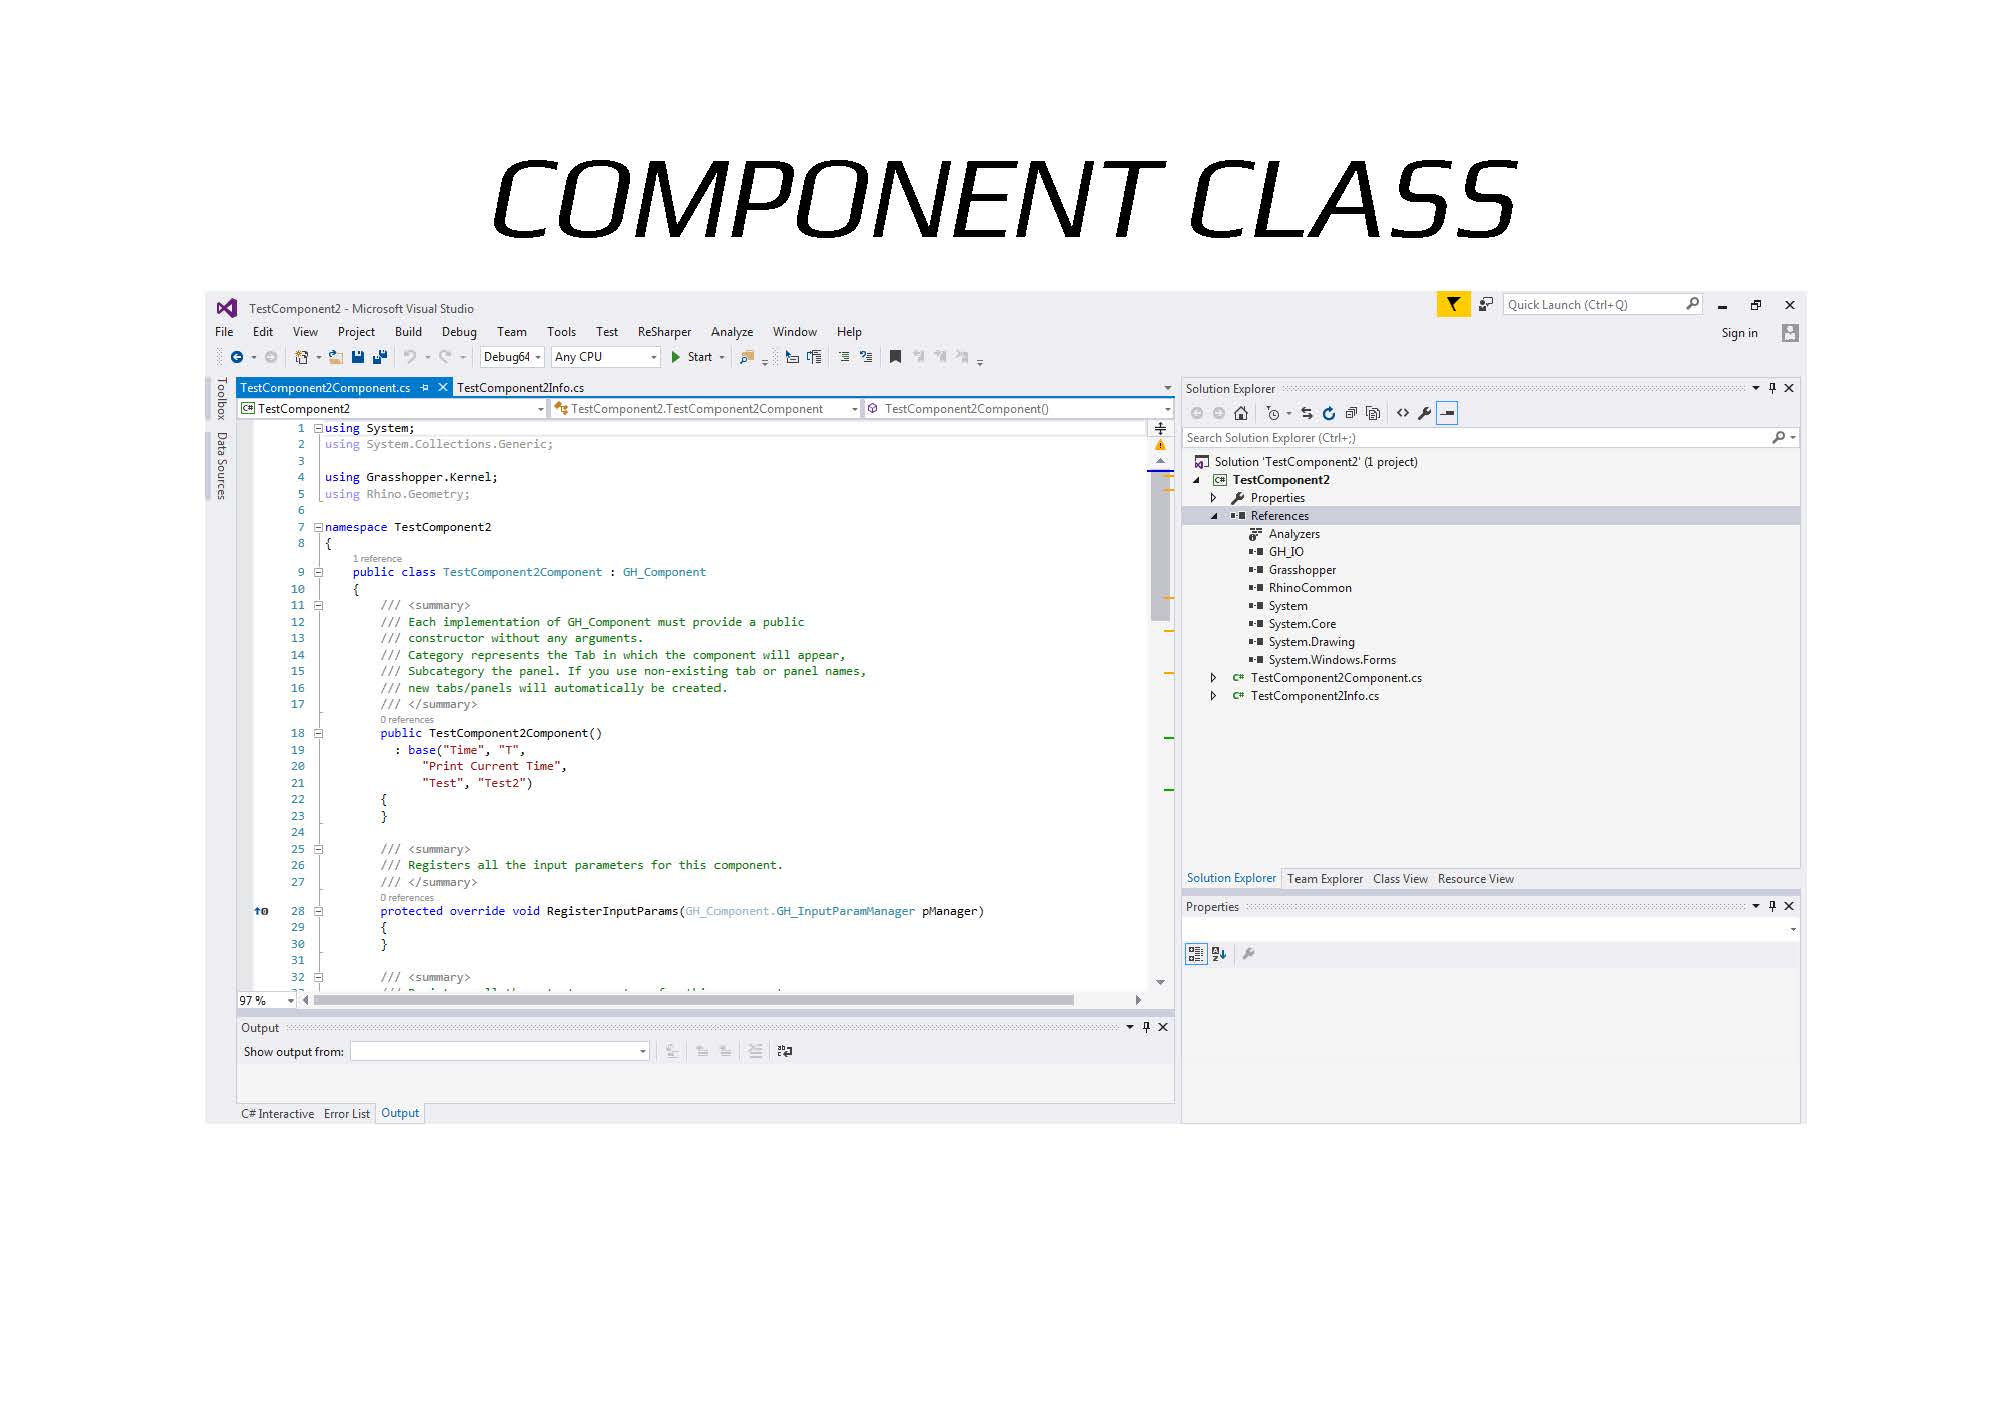 COMPONENT CLASS
TestComponent2 - Microsoft Visual Studio
Quick Launch (Ctrl+Q)
File Edit View Project Build Debug Team Tools Test ReSharper Analyze Window Help
Sign in
Debug64 Any CPU Start
Toolbox
Data Sources
TestComponent2Component.cs TestComponent2Info.cs
TestComponent2 TestComponent2.TestComponent2Component TestComponent2Component()
1 using System;
2 using System.Collections.Generic;
3
4 using Grasshopper.Kernel;
5 using Rhino.Geometry;
6
7 namespace TestComponent2
8 {
1 reference
9 public class TestComponent2Component : GH_Component
10 {
11 /// <summary>
12 /// Each implementation of GH_Component must provide a public
13 /// constructor without any arguments.
14 /// Category represents the Tab in which the component will appear,
15 /// Subcategory the panel. If you use non-existing tab or panel names,
16 /// new tabs/panels will automatically be created.
17 /// </summary>
0 references
18 public TestComponent2Component()
19 : base("Time", "T",
20 "Print Current Time",
21 "Test", "Test2")
22 {
23 }
24
25 /// <summary>
26 /// Registers all the input parameters for this component.
27 /// </summary>
0 references
28 protected override void RegisterInputParams(GH_Component.GH_InputParamManager pManager)
29 {
30 }
31
32 /// <summary>
97 %
Output
Show output from:
C# Interactive Error List Output
Solution Explorer
Search Solution Explorer (Ctrl+;)
Solution 'TestComponent2' (1 project)
C# TestComponent2
Properties
References
Analyzers
GH_IO
Grasshopper
RhinoCommon
System
System.Core
System.Drawing
System.Windows.Forms
C# TestComponent2Component.cs
C# TestComponent2Info.cs
Solution Explorer Team Explorer Class View Resource View
Properties